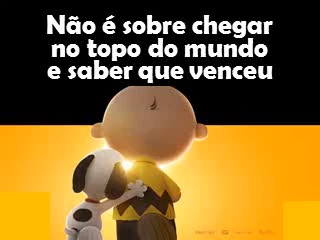 Não é sobre chegar
no topo do mundo
e saber que venceu